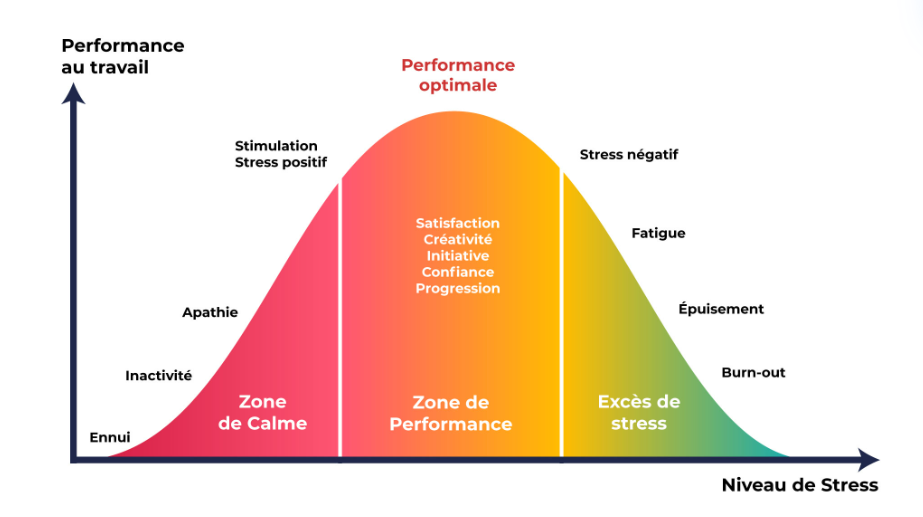 Performance
au travail
Performance
optimale
Stimulation
Stress positif
Stress négatif
Satisfaction
Créativité
Initiative
Confiance
Progression
Fatigue
Apathie
Épuisement
Inactivité
Burn-out
Zone
de Calme
Zone de
Performance
Excès de
stress
Ennui
Niveau de Stress